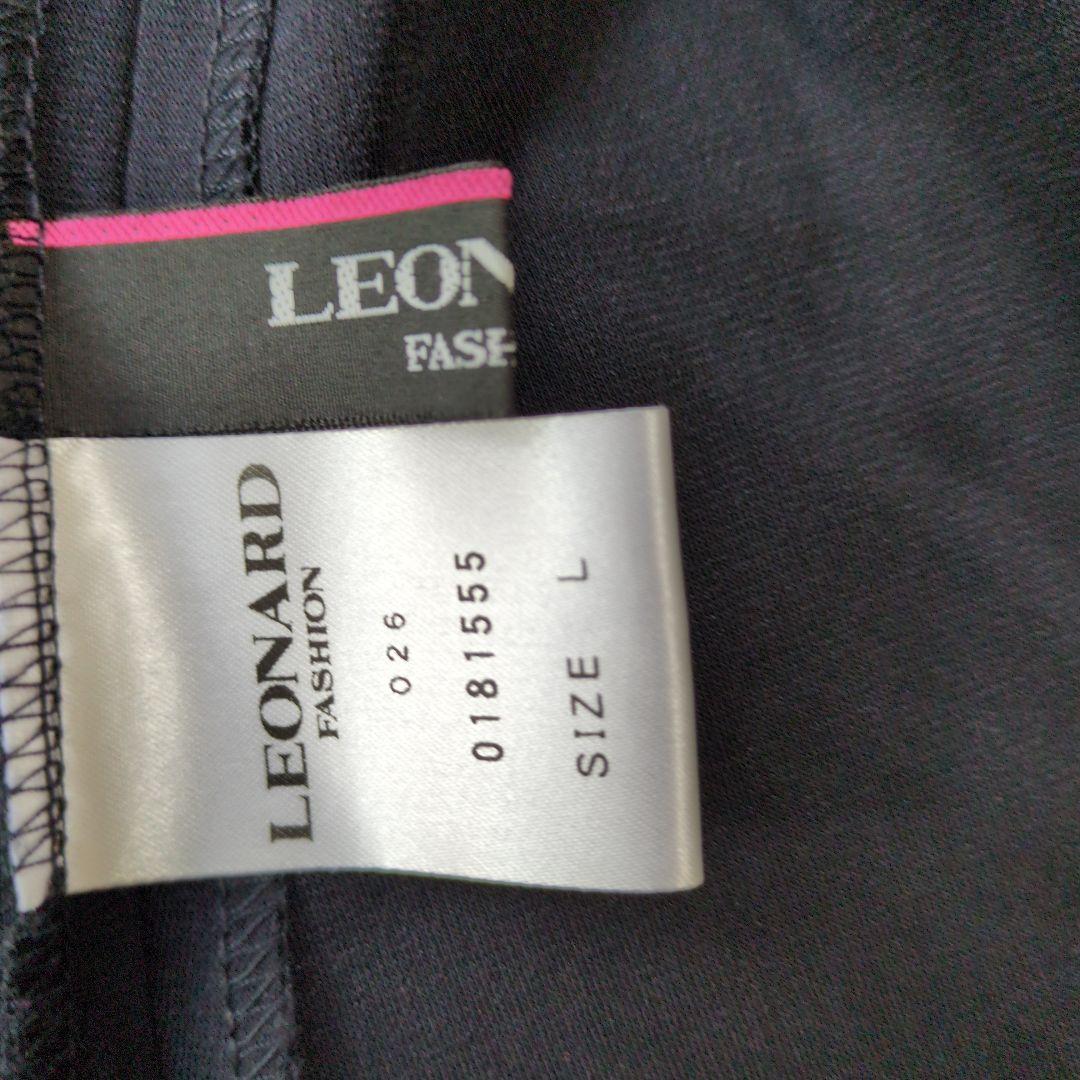 LEON
FASH
LEONARD
FASHION
026
0181555
SIZE L